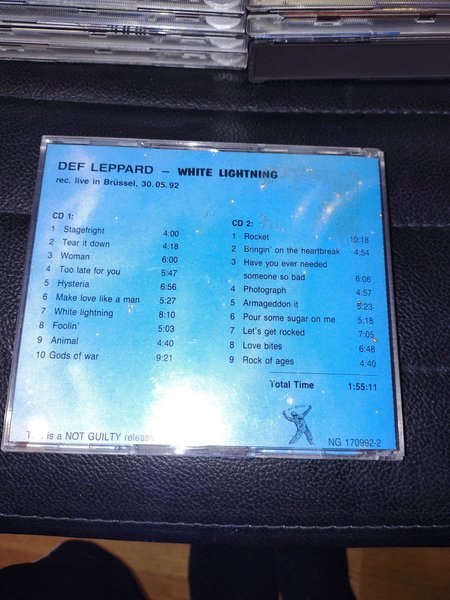 DEF LEPPARD – WHITE LIGHTNING
rec. live in Brüssel, 30.05.92
CD 1:
1 Stagefright 4:00
2 Tear it down 4:18
3 Woman 6:00
4 Too late for you 5:47
5 Hysteria 6:56
6 Make love like a man 5:27
7 White lightning 8:10
8 Foolin' 5:03
9 Animal 4:40
10 Gods of war 9:21
CD 2:
1 Rocket 10:18
2 Bringin' on the heartbreak 4:54
3 Have you ever needed
someone so bad 6:06
4 Photograph 4:57
5 Armageddon it 5:23
6 Pour some sugar on me 5:18
7 Let's get rocked 7:05
8 Love bites 6:48
9 Rock of ages 4:40
Total Time 1:55:11
is a NOT GUILTY release
NG 170992-2